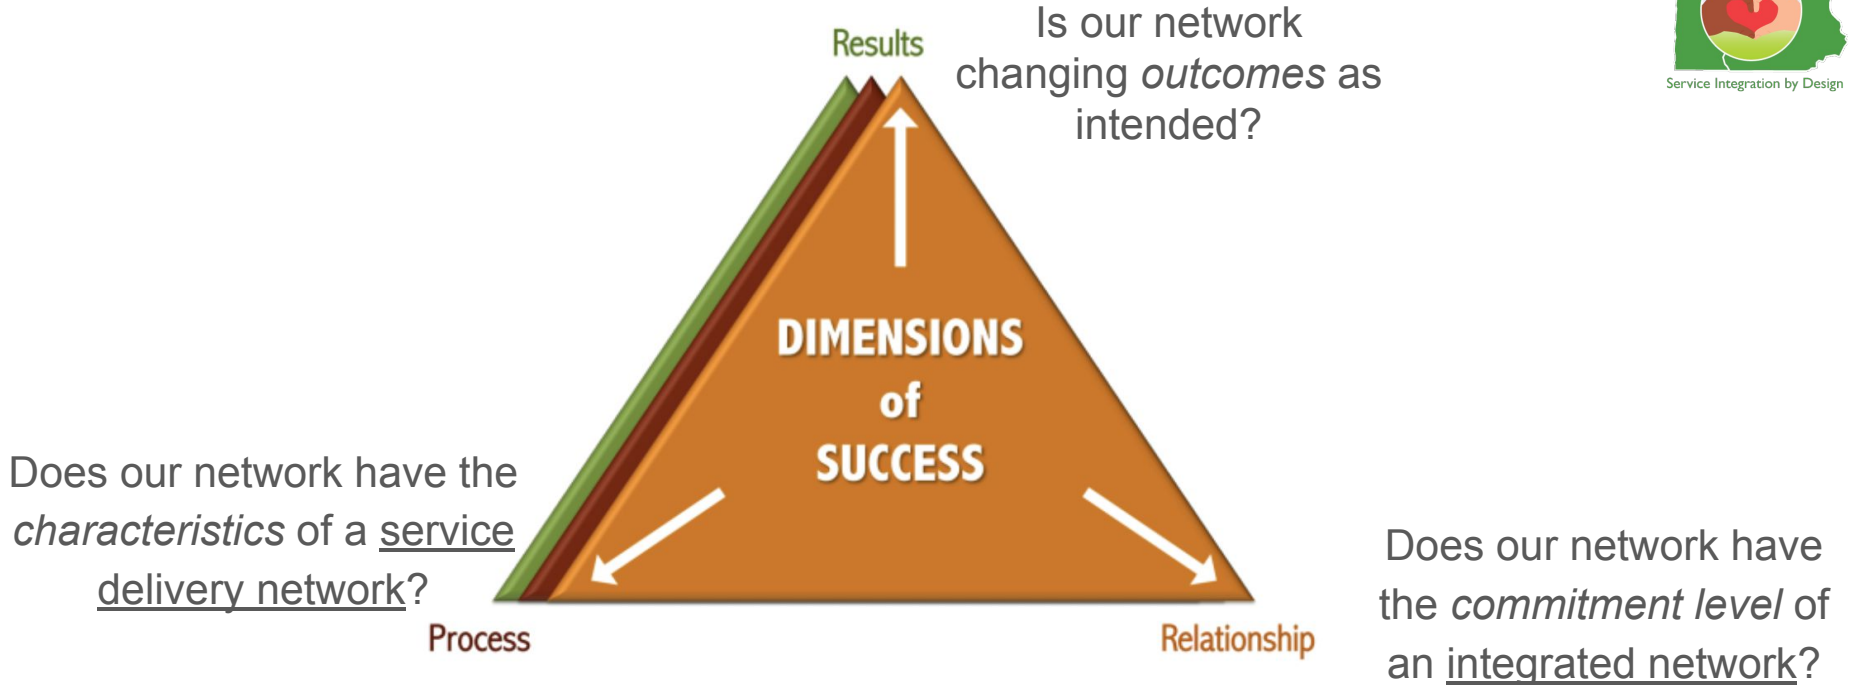 Results
Is our network
changing outcomes as
intended?
Service Integration by Design
DIMENSIONS
of
SUCCESS
Does our network have the
characteristics of a service
delivery network?
Process
Relationship
Does our network have
the commitment level of
an integrated network?